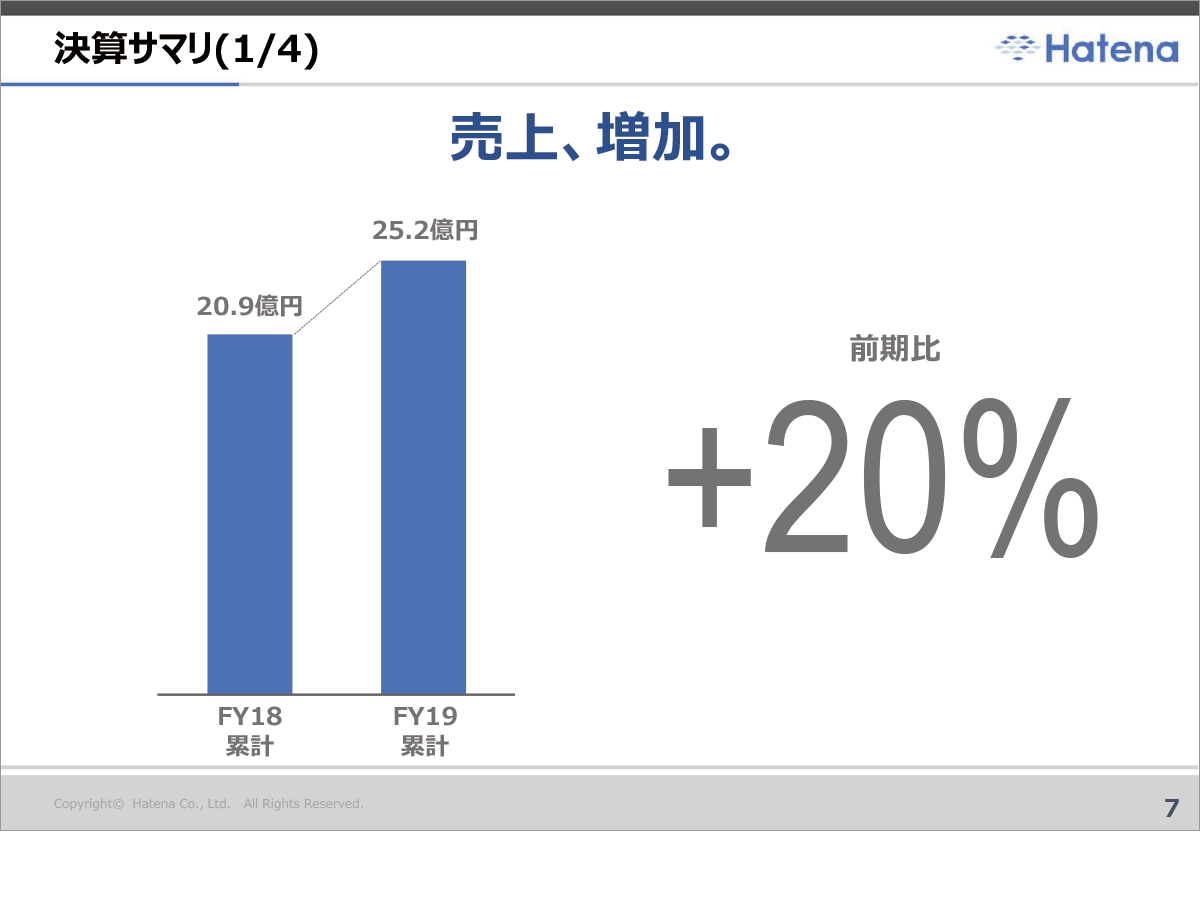 決算サマリ(1/4)
Hatena
売上、増加。
25.2億円
20.9億円
前期比
+20%
FY18
累計
FY19
累計
Copyright© Hatena Co., Ltd. All Rights Reserved.
7